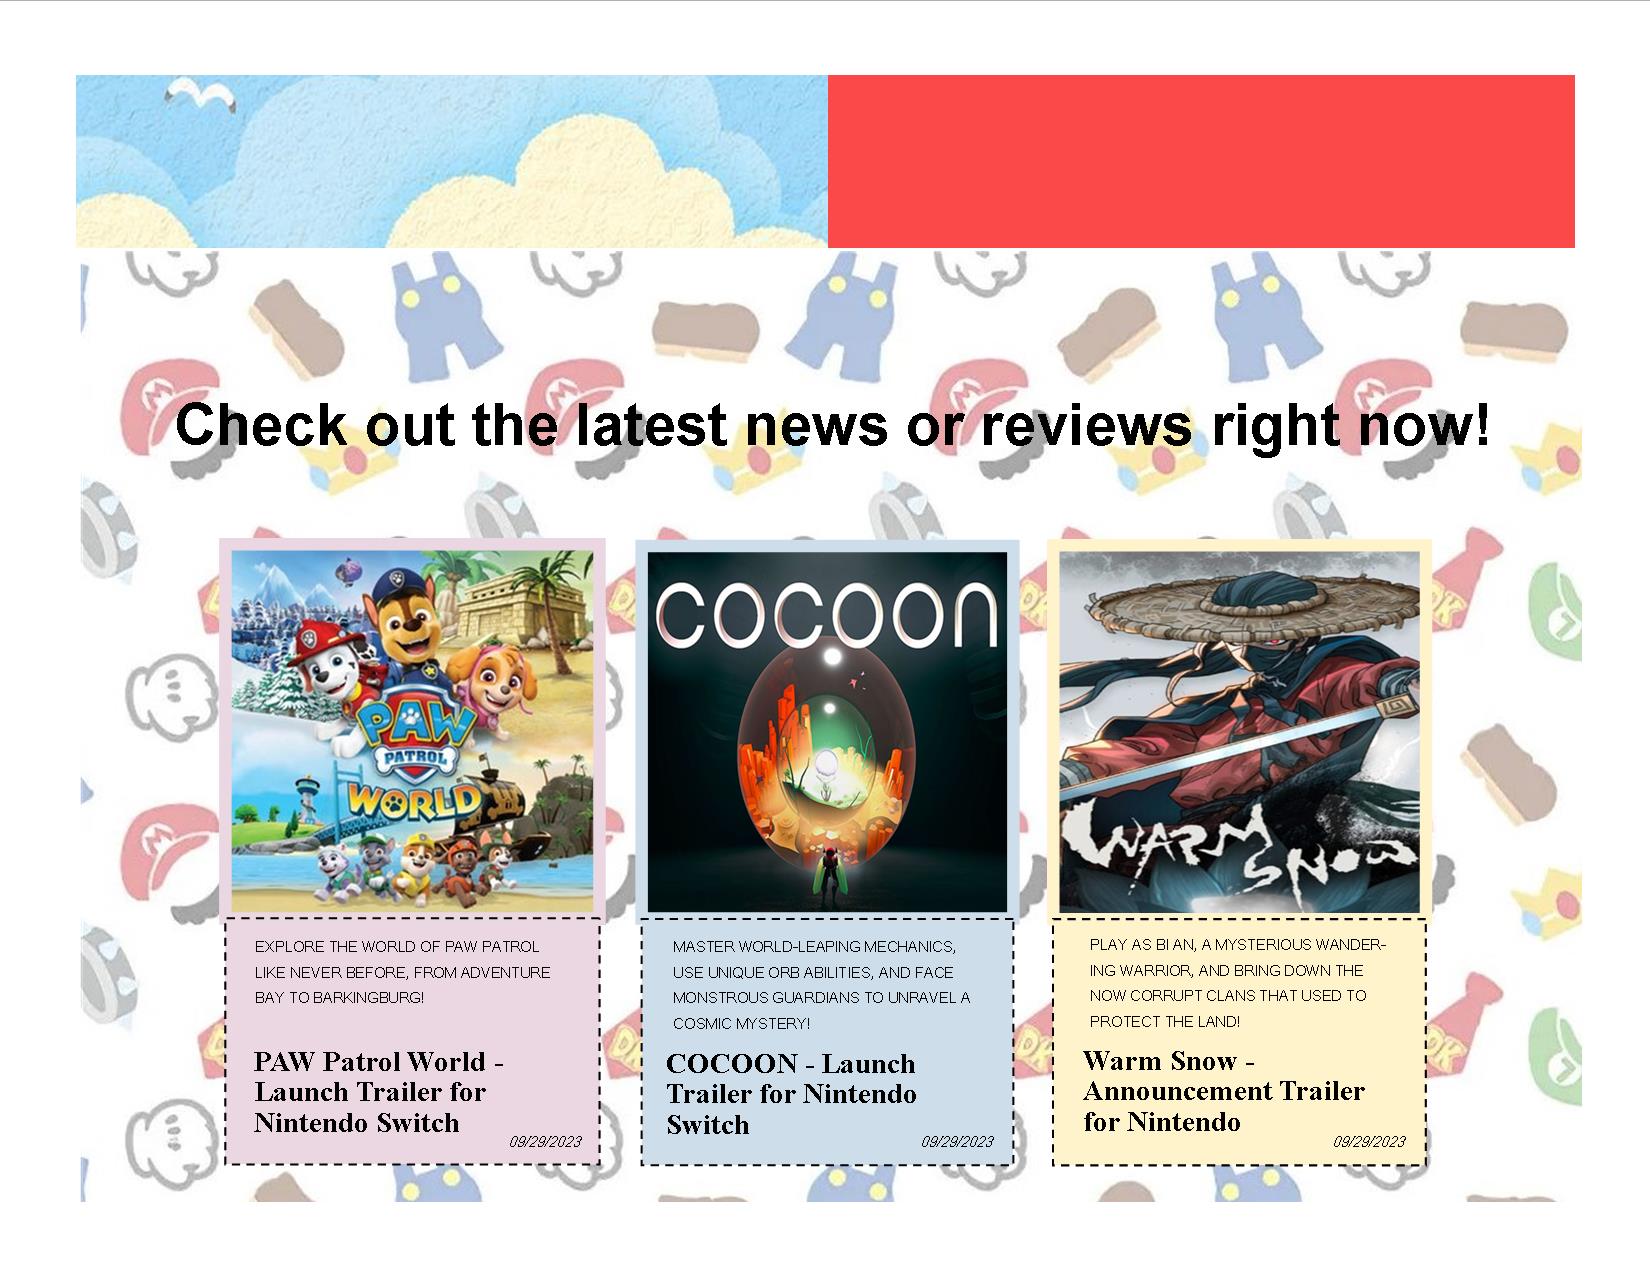 Check out the latest news or reviews right now!
PAW
PATROL
WORLD
EXPLORE THE WORLD OF PAW PATROL
LIKE NEVER BEFORE, FROM ADVENTURE
BAY TO BARKINGBURG!
PAW Patrol World -
Launch Trailer for
Nintendo Switch
09/29/2023
COCOON
MASTER WORLD-LEAPING MECHANICS,
USE UNIQUE ORB ABILITIES, AND FACE
MONSTROUS GUARDIANS TO UNRAVEL A
COSMIC MYSTERY!
COCOON - Launch
Trailer for Nintendo
Switch
09/29/2023
WARM
SNOW
PLAY AS BI AN, A MYSTERIOUS WANDER-
ING WARRIOR, AND BRING DOWN THE
NOW CORRUPT CLANS THAT USED TO
PROTECT THE LAND!
Warm Snow -
Announcement Trailer
for Nintendo
09/29/2023